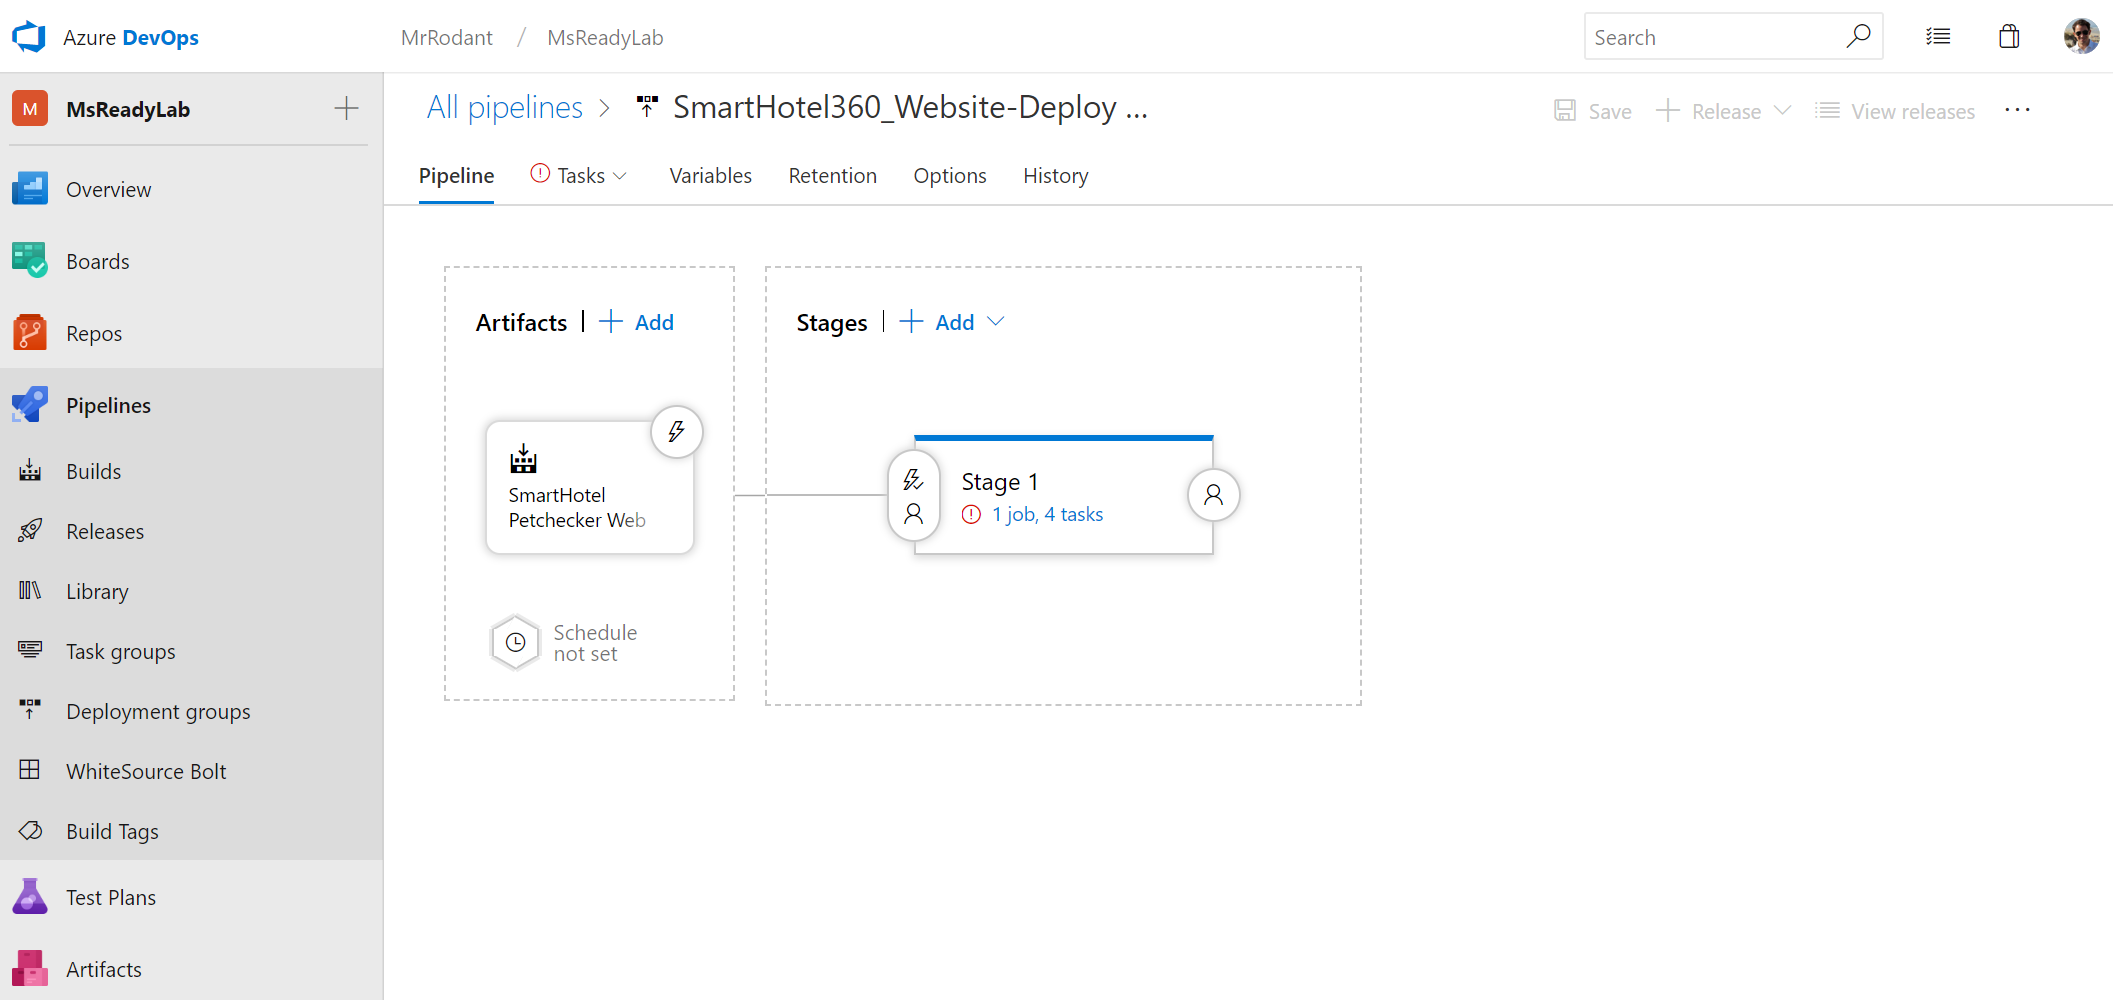 Azure DevOps
MrRodant / MsReadyLab
Search
M MsReadyLab
Overview
Boards
Repos
Pipelines
Builds
Releases
Library
Task groups
Deployment groups
WhiteSource Bolt
Build Tags
Test Plans
Artifacts
All pipelines > SmartHotel360_Website-Deploy ...
Save
Release
View releases
...
Pipeline
Tasks
Variables
Retention
Options
History
Artifacts | + Add
SmartHotel
Petchecker Web
Schedule
not set
Stages | + Add
Stage 1
1 job, 4 tasks